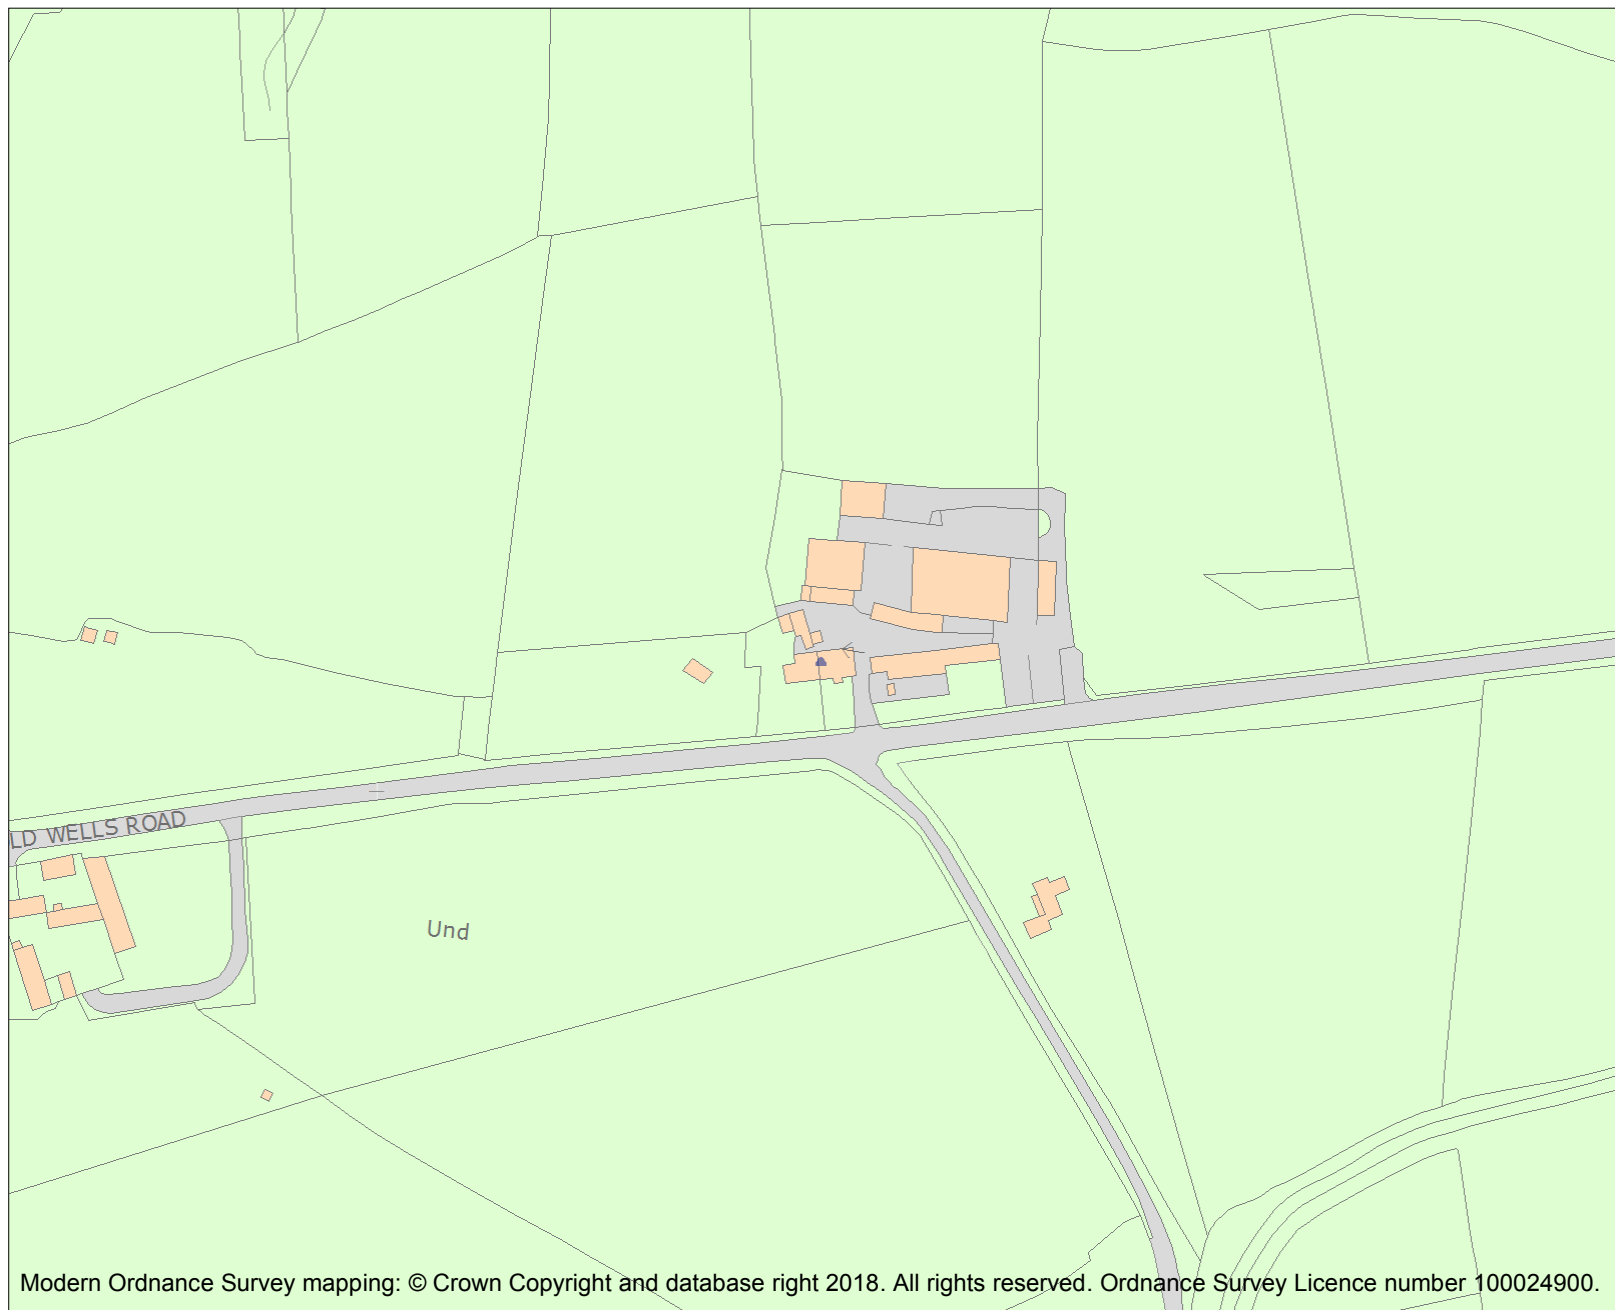 LD WELLS ROAD
Und
Modern Ordnance Survey mapping: © Crown Copyright and database right 2018. All rights reserved. Ordnance Survey Licence number 100024900.